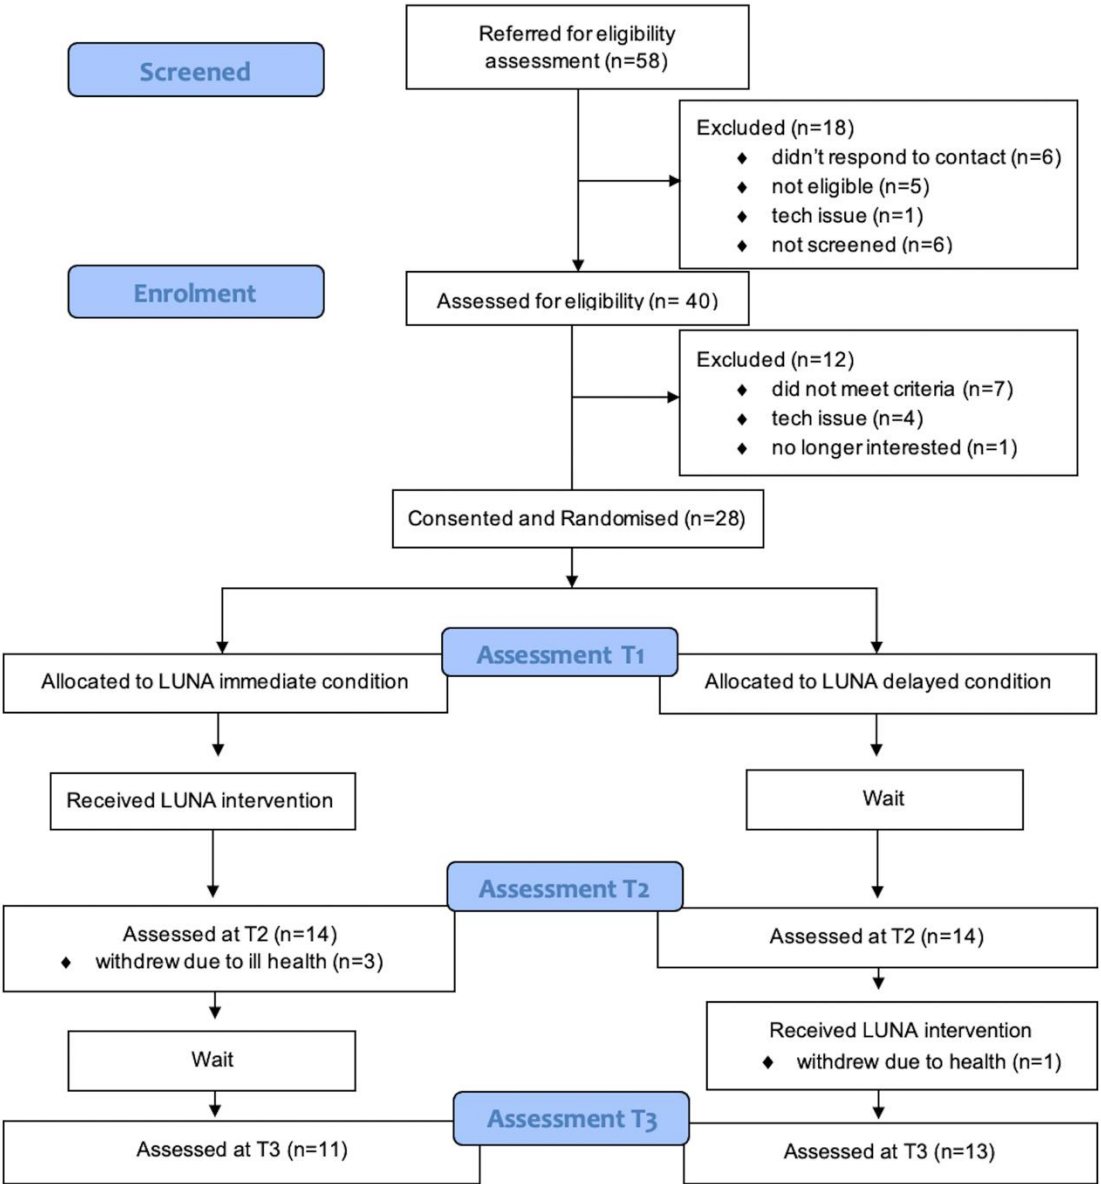 Referred for eligibility
assessment (n=58)
Screened
Excluded (n=18)
♦ didn't respond to contact (n=6)
♦ not eligible (n=5)
♦ tech issue (n=1)
♦ not screened (n=6)
Enrolment
Assessed for eligibility (n= 40)
Excluded (n=12)
♦ did not meet criteria (n=7)
♦ tech issue (n=4)
♦ no longer interested (n=1)
Consented and Randomised (n=28)
Assessment T1
Allocated to LUNA immediate condition
Allocated to LUNA delayed condition
Received LUNA intervention
Wait
Assessment T2
Assessed at T2 (n=14)
♦ withdrew due to ill health (n=3)
Assessed at T2 (n=14)
Wait
Received LUNA intervention
♦ withdrew due to health (n=1)
Assessment T3
Assessed at T3 (n=11)
Assessed at T3 (n=13)